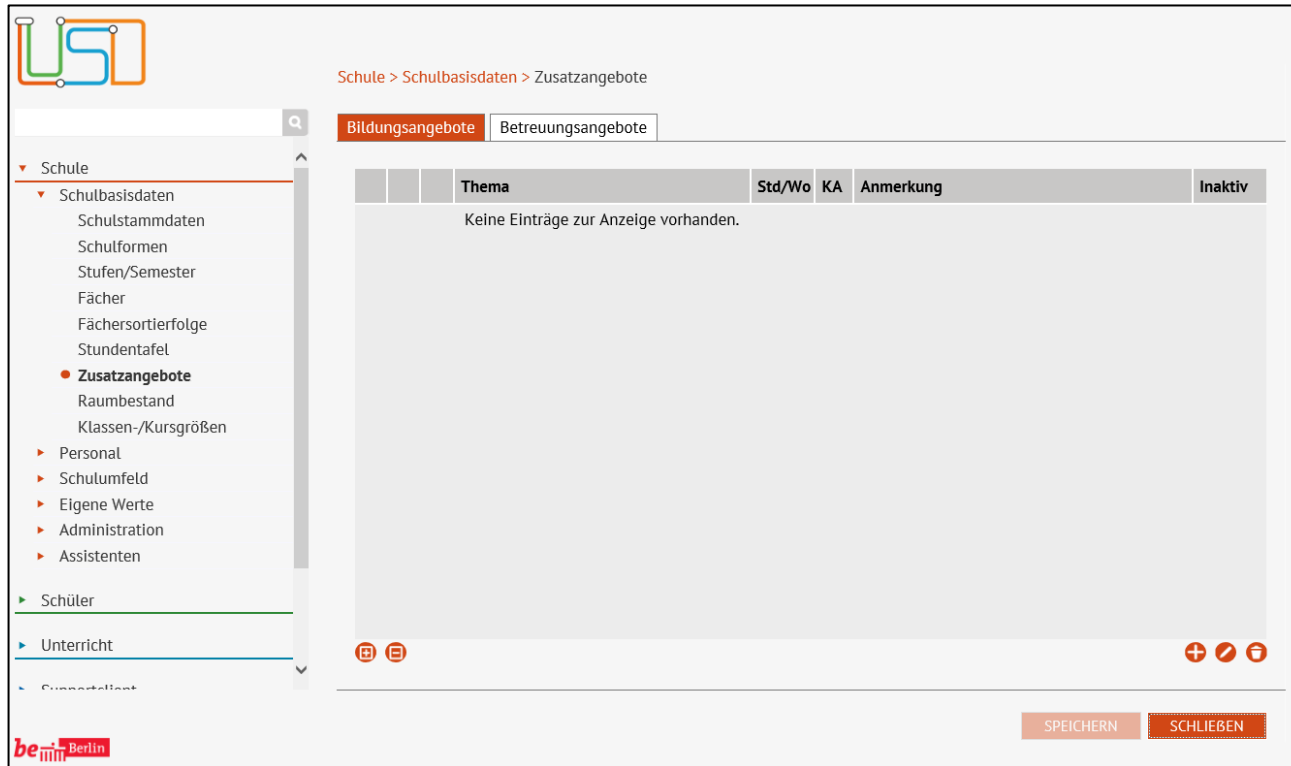 LUSD
Schule > Schulbasisdaten > Zusatzangebote
Bildungsangebote Betreuungsangebote
Schule
Schulbasisdaten
Schulstammdaten
Schulformen
Stufen/Semester
Fächer
Fächersortierfolge
Stundentafel
Zusatzangebote
Raumbestand
Klassen-/Kursgrößen
Personal
Schulumfeld
Eigene Werte
Administration
Assistenten
Schüler
Unterricht
Supportclient
Thema Std/Wo KA Anmerkung Inaktiv
Keine Einträge zur Anzeige vorhanden.
SPEICHERN SCHLIEẞEN
be Berlin